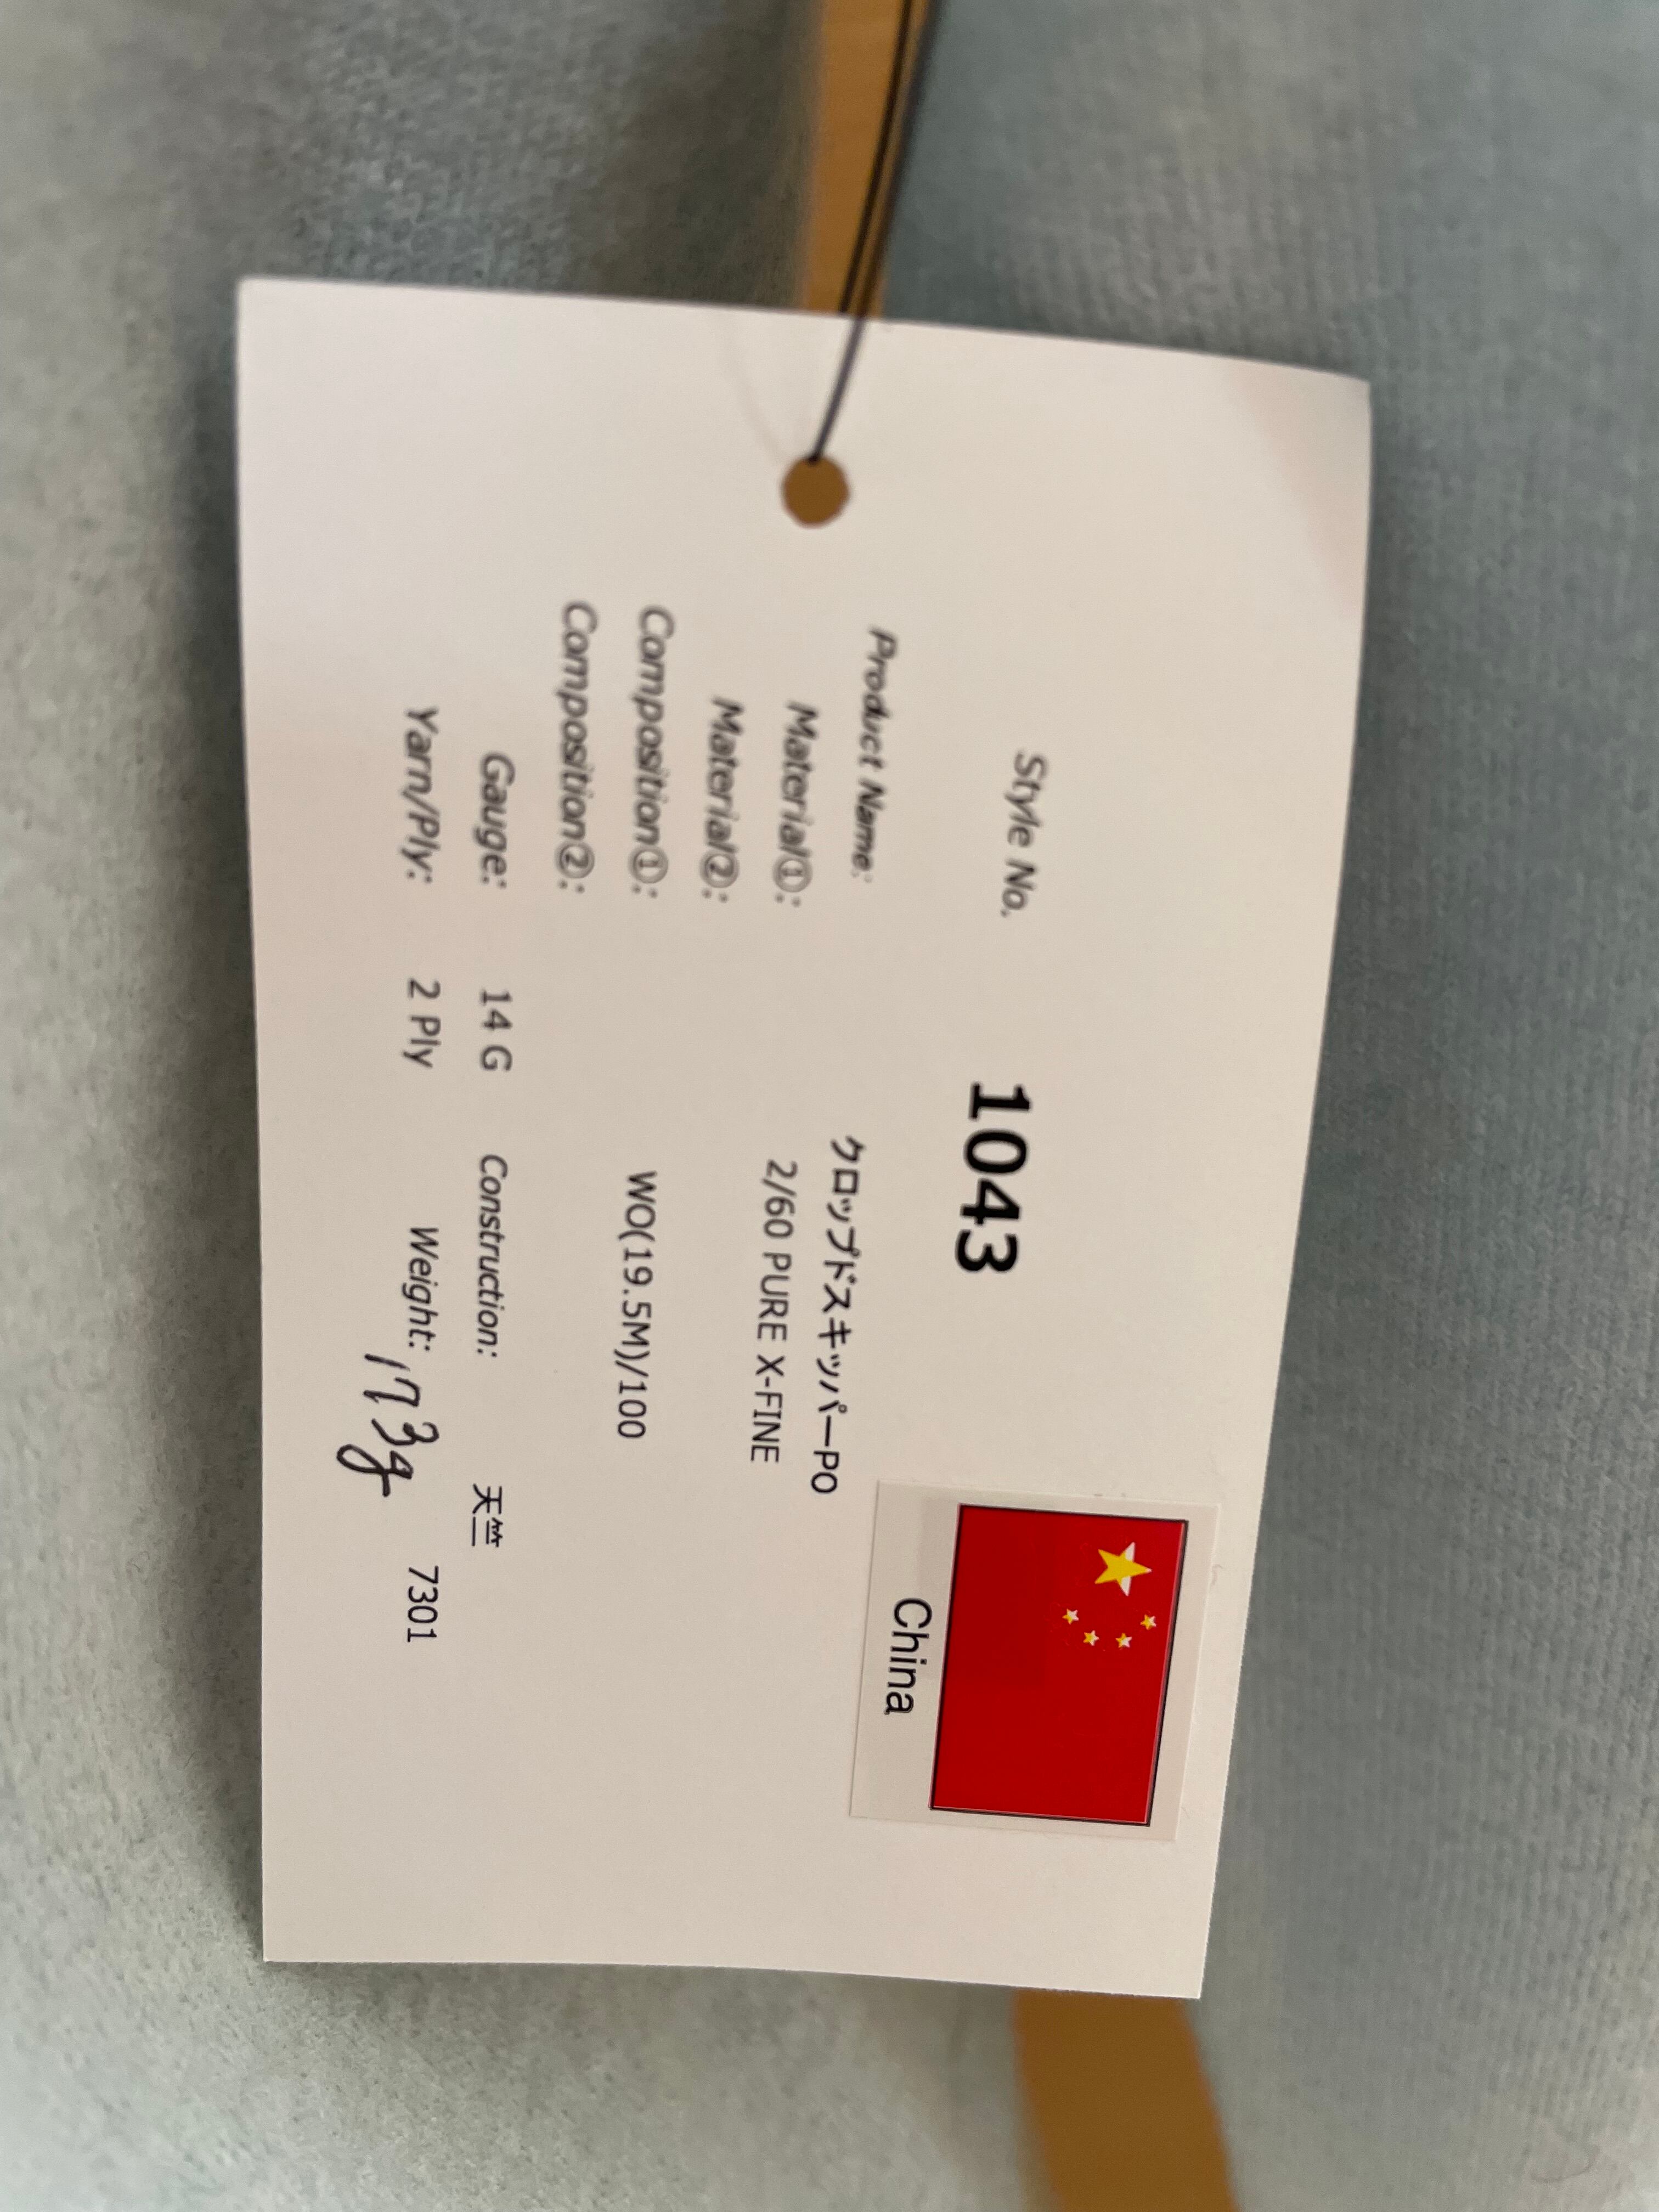 Style No. 1043
China
Product Name: クロップドスキッパーPO
Material①: 2/60 PURE X-FINE
Material②:
Composition①: WO(19.5M)/100
Composition②:
Gauge: 14 G Construction: 天竺
Yarn/Ply: 2 Ply Weight: 173g 7301